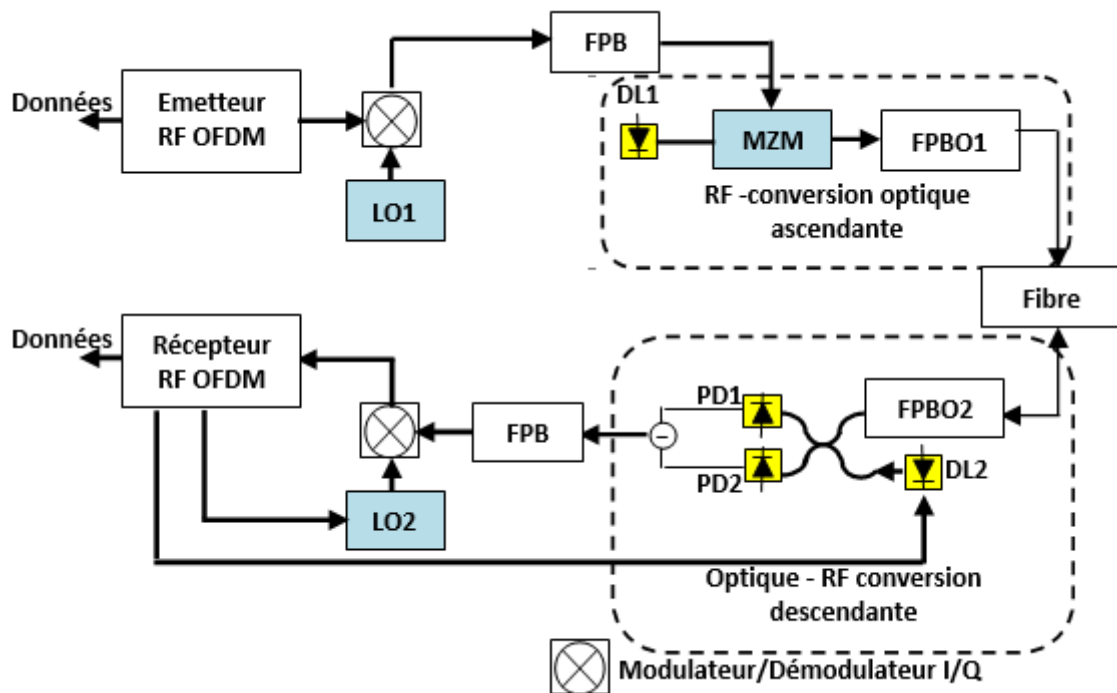 FPB
Données
Emetteur
RF OFDM
DL1
MZM
FPBO1
LO1
RF -conversion optique
ascendante
Fibre
Données
Récepteur
RF OFDM
PD1
FPBO2
FPB
PD2
DL2
LO2
Optique - RF conversion
descendante
Modulateur/Démodulateur I/Q